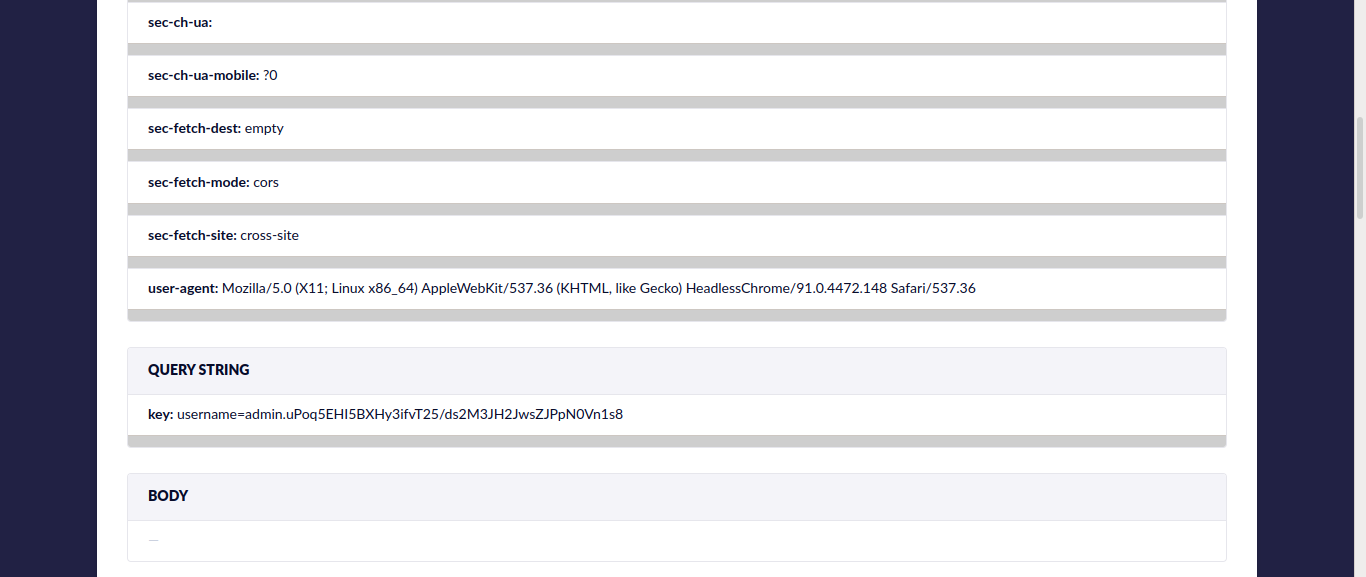 sec-ch-ua:
sec-ch-ua-mobile: ?0
sec-fetch-dest: empty
sec-fetch-mode: cors
sec-fetch-site: cross-site
user-agent: Mozilla/5.0 (X11; Linux x86_64) AppleWebKit/537.36 (KHTML, like Gecko) HeadlessChrome/91.0.4472.148 Safari/537.36
QUERY STRING
key: username=admin.uPoq5EHI5BXHy3ifvT25/ds2M3JH2JwsZJPpN0Vn1s8
BODY
—